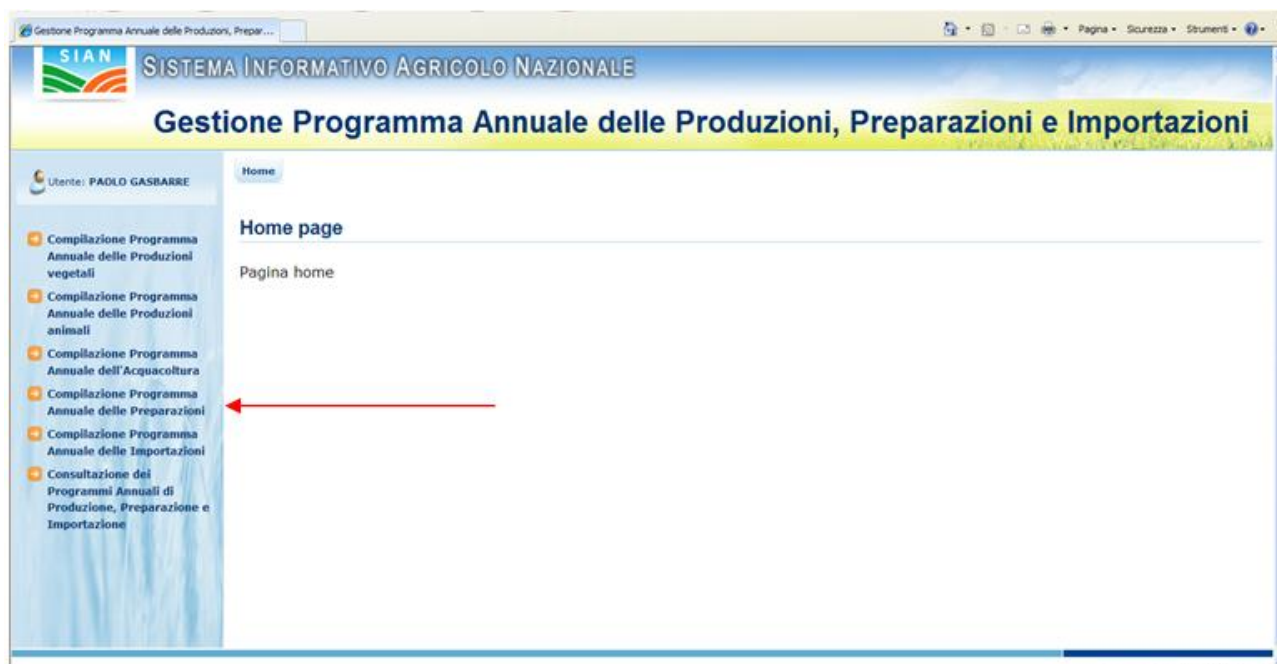 Gestione Programma Annuale delle Produzioni, Prepar...
Pagina Sicurezza Strumenti
SIAN
SISTEMA INFORMATIVO AGRICOLO NAZIONALE
Gestione Programma Annuale delle Produzioni, Preparazioni e Importazioni
Utente: PAOLO GASBARRE
Home
Home page
Pagina home
Compilazione Programma
Annuale delle Produzioni
vegetali
Compilazione Programma
Annuale delle Produzioni
animali
Compilazione Programma
Annuale dell'Acquacoltura
Compilazione Programma
Annuale delle Preparazioni
Compilazione Programma
Annuale delle Importazioni
Consultazione dei
Programmi Annuali di
Produzione, Preparazione e
Importazione